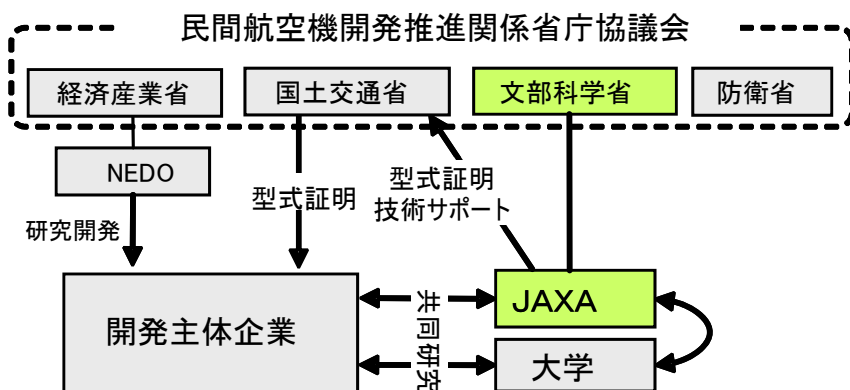 民間航空機開発推進関係省庁協議会
経済産業省
国土交通省
文部科学省
防衛省
NEDO
型式証明
型式証明
技術サポート
研究開発
開発主体企業
共同研究
JAXA
大学